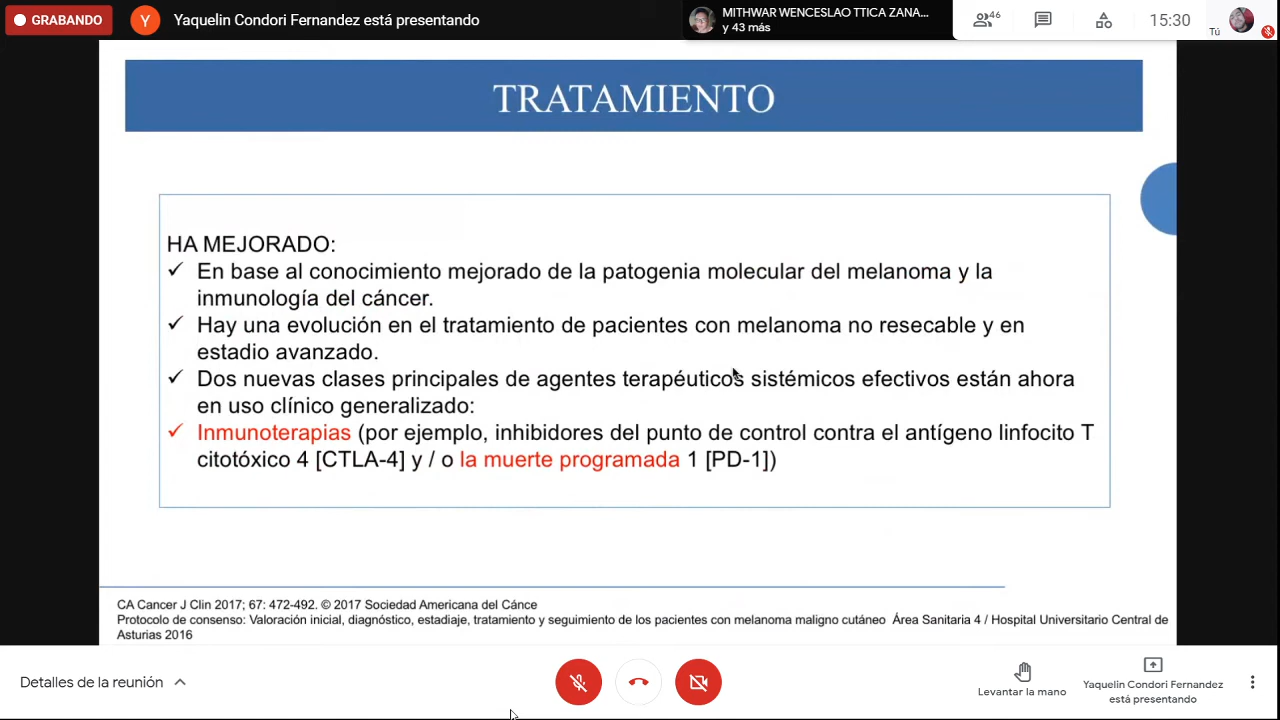 GRABANDO
Y
Yaquelin Condori Fernandez está presentando
MITHWAR WENCESLAO TTICA ZANA...
y 43 más
46
15:30
Tú
TRATAMIENTO
HA MEJORADO:
✓ En base al conocimiento mejorado de la patogenia molecular del melanoma y la
inmunología del cáncer.
✓ Hay una evolución en el tratamiento de pacientes con melanoma no resecable y en
estadio avanzado.
✓ Dos nuevas clases principales de agentes terapéuticos sistémicos efectivos están ahora
en uso clínico generalizado:
✓ Inmunoterapias (por ejemplo, inhibidores del punto de control contra el antígeno linfocito T
citotóxico 4 [CTLA-4] y / o la muerte programada 1 [PD-1])
CA Cancer J Clin 2017; 67: 472-492. © 2017 Sociedad Americana del Cánce
Protocolo de consenso: Valoración inicial, diagnóstico, estadiaje, tratamiento y seguimiento de los pacientes con melanoma maligno cutáneo Área Sanitaria 4 / Hospital Universitario Central de
Asturias 2016
Detalles de la reunión
Levantar la mano
Yaquelin Condori Fernandez
está presentando